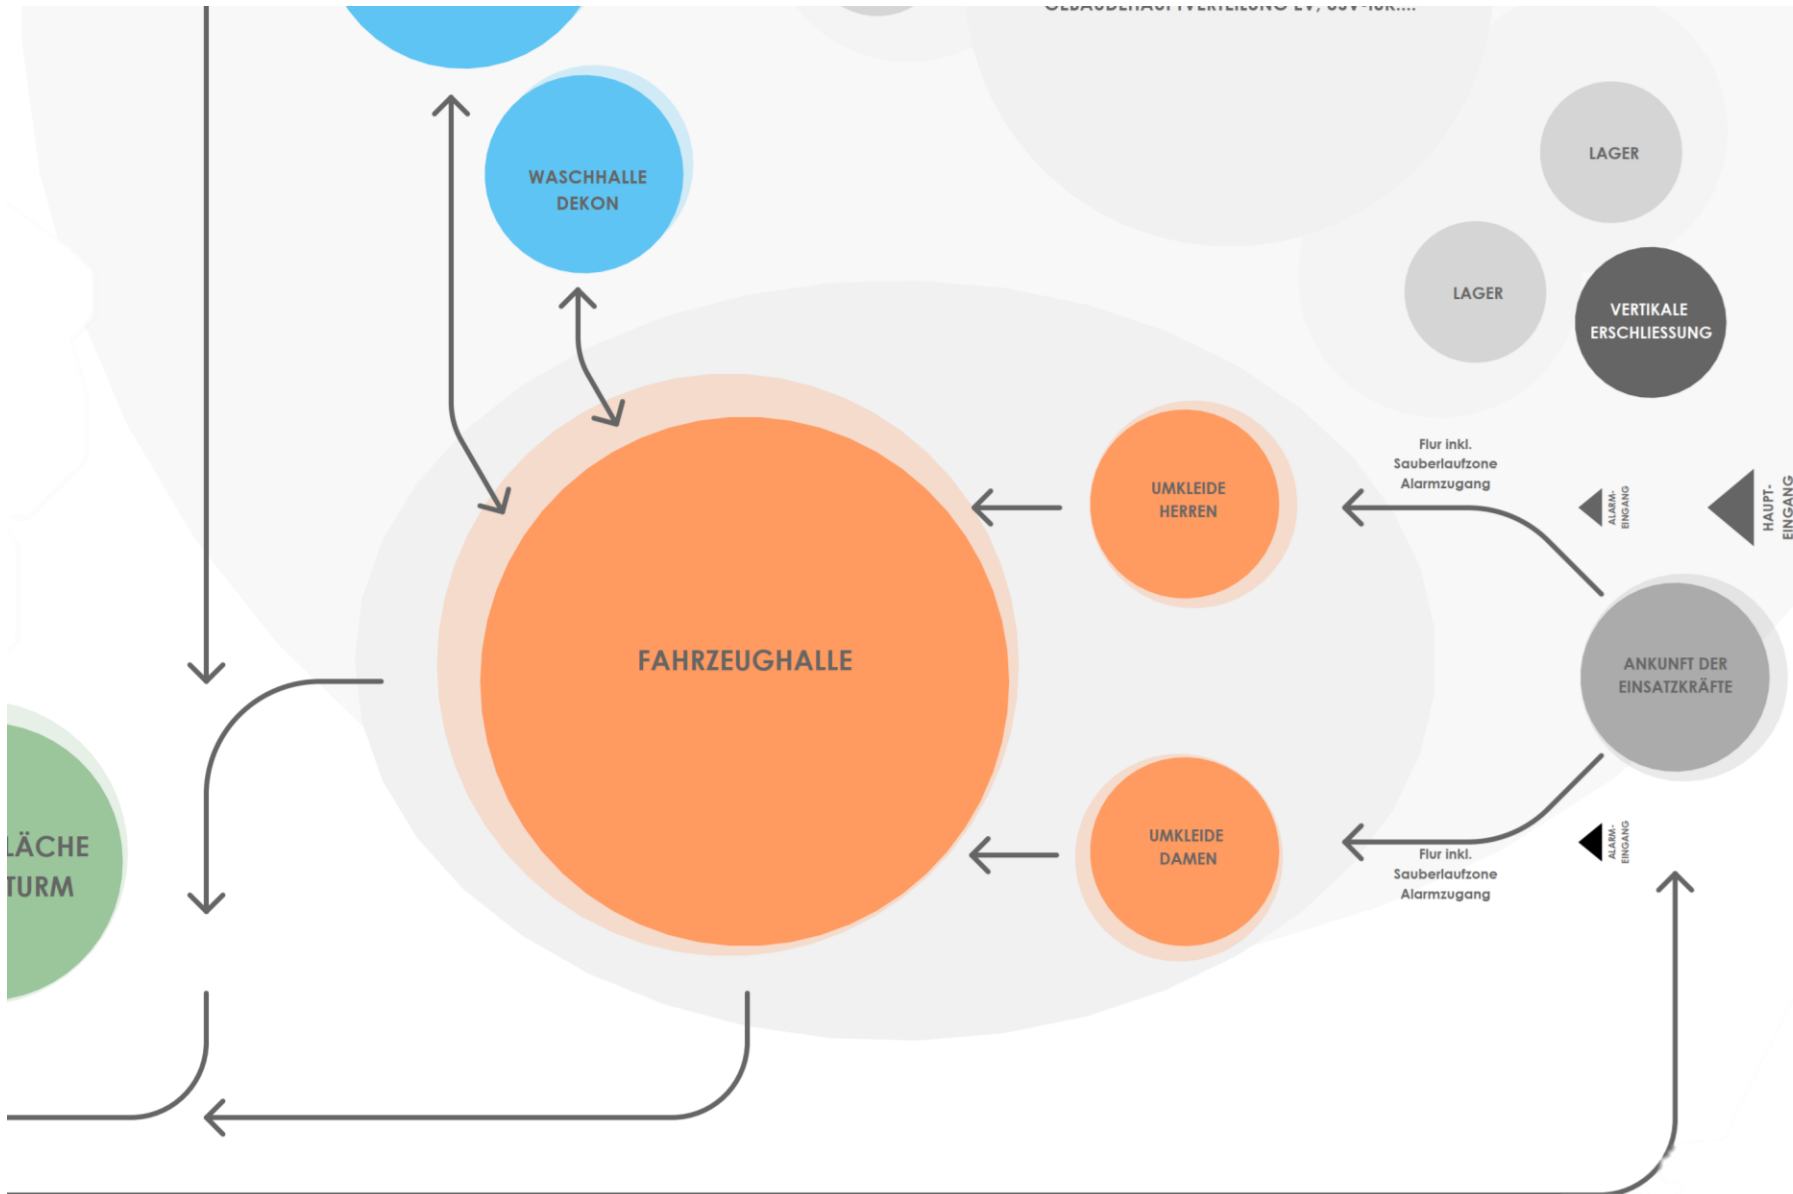 WASCHHALLE
DEKON
LAGER
LAGER
VERTIKALE
ERSCHLIESSUNG
Flur inkl.
Sauberlaufzone
Alarmzugang
UMKLEIDE
HERREN
ALARM-
EINGANG
HAUPT-
EINGANG
FAHRZEUGHALLE
ANKUNFT DER
EINSATZKRÄFTE
UMKLEIDE
DAMEN
ALARM-
EINGANG
Flur inkl.
Sauberlaufzone
Alarmzugang
LÄCHE
TURM